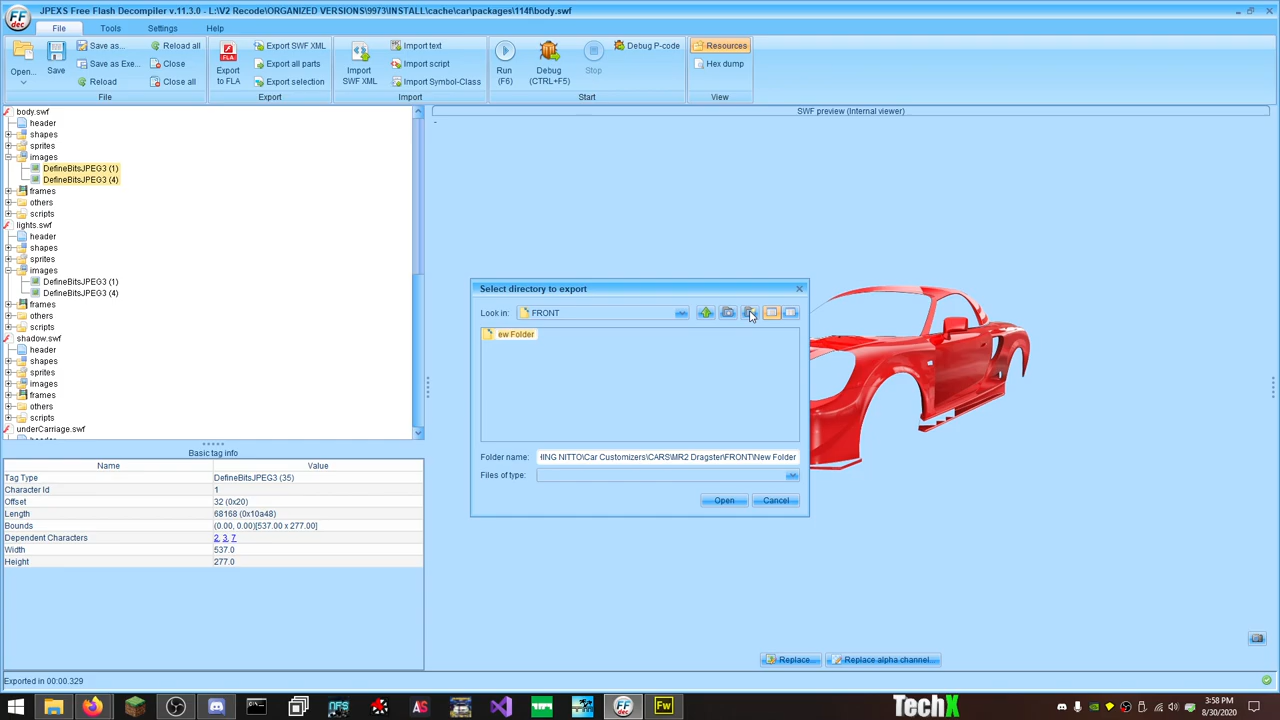 JPEXS Free Flash Decompiler v.11.3.0 - L:\V2 Recode\ORGANIZED VERSIONS\9973\INSTALL\cache\car\packages\114f\body.swf
File Tools Settings Help
Open... Save Save as... Save as Exe... Reload Reload all Close Close all
Export to FLA Export SWF XML Export all parts Export selection
Import SWF XML Import text Import script Import Symbol-Class
Run (F6) Debug (CTRL+F5) Stop Debug P-code
Resources Hex dump
File Export Import Start View
body.swf
header
shapes
sprites
images
DefineBitsJPEG3 (1)
DefineBitsJPEG3 (4)
frames
others
scripts
lights.swf
header
shapes
sprites
images
DefineBitsJPEG3 (1)
DefineBitsJPEG3 (4)
frames
others
scripts
shadow.swf
header
shapes
sprites
images
frames
others
scripts
underCarriage.swf
SWF preview (Internal viewer)
-
Select directory to export
Look in: FRONT
ew Folder
Folder name: ING NITTO\Car Customizers\CARS\MR2 Dragster\FRONT\New Folder
Files of type:
Open Cancel
Basic tag info
Name Value
Tag Type DefineBitsJPEG3 (35)
Character Id 1
Offset 32 (0x20)
Length 68168 (0x10a48)
Bounds (0.00, 0.00)[537.00 x 277.00]
Dependent Characters 2, 3, 7
Width 537.0
Height 277.0
Replace... Replace alpha channel...
Exported in 00:00.329
TechX
3:58 PM
8/30/2020